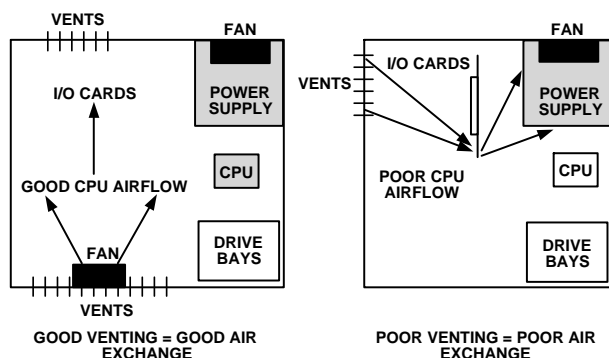 VENTS
FAN
I/O CARDS
POWER
SUPPLY
CPU
GOOD CPU AIRFLOW
FAN
DRIVE
BAYS
VENTS
GOOD VENTING = GOOD AIR
EXCHANGE
FAN
I/O CARDS
VENTS
POWER
SUPPLY
CPU
POOR CPU
AIRFLOW
DRIVE
BAYS
POOR VENTING = POOR AIR
EXCHANGE